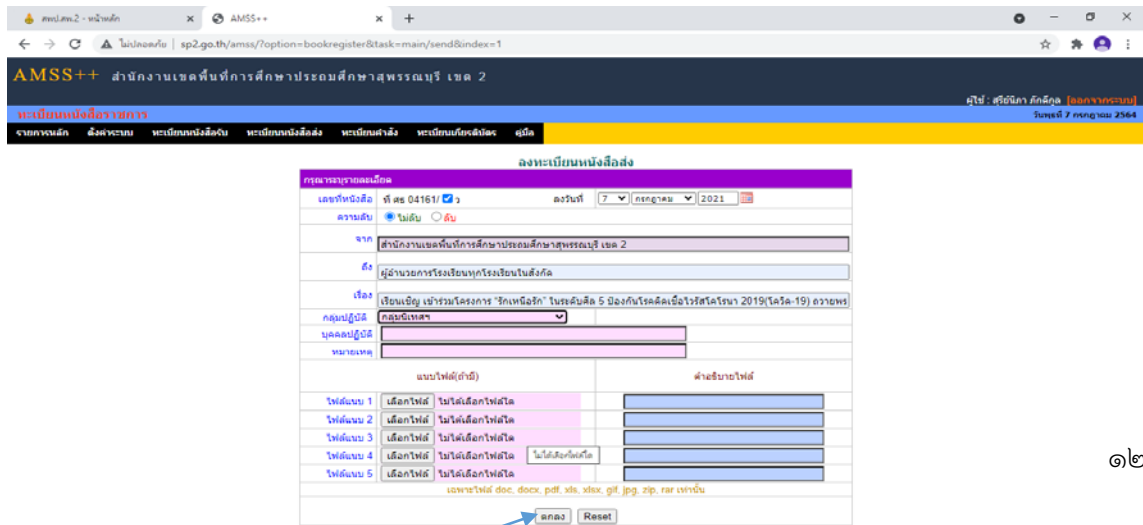 สพป.สพ.2 - หน้าหลัก
AMSS++
ไม่ปลอดภัย | sp2.go.th/amss/?option=bookregister&task=main/send&index=1
AMSS++ สำนักงานเขตพื้นที่การศึกษาประถมศึกษาสุพรรณบุรี เขต 2
ผู้ใช้ : สุรีย์นิภา ภักดีกุล [ออกจากระบบ]
ทะเบียนหนังสือราชการ วันพุธที่ 7 กรกฎาคม 2564
รายการหลัก ตั้งค่าระบบ ทะเบียนหนังสือรับ ทะเบียนหนังสือส่ง ทะเบียนคำสั่ง ทะเบียนเกียรติบัตร คู่มือ
ลงทะเบียนหนังสือส่ง
กรุณาระบุรายละเอียด
เลขที่หนังสือ ที่ ศธ 04161/ ว ลงวันที่ 7 กรกฎาคม 2021
ความลับ ไม่ลับ ลับ
จาก สำนักงานเขตพื้นที่การศึกษาประถมศึกษาสุพรรณบุรี เขต 2
ถึง ผู้อำนวยการโรงเรียนทุกโรงเรียนในสังกัด
เรื่อง เรียนเชิญ เข้าร่วมโครงการ "รักเหนือรัก" ในระดับศีล 5 ป้องกันโรคติดเชื้อไวรัสโคโรนา 2019(โควิด-19) ถวายพร
กลุ่มปฏิบัติ กลุ่มนิเทศฯ
บุคคลปฏิบัติ
หมายเหตุ
แนบไฟล์(ถ้ามี) คำอธิบายไฟล์
ไฟล์แนบ 1 เลือกไฟล์ ไม่ได้เลือกไฟล์ใด
ไฟล์แนบ 2 เลือกไฟล์ ไม่ได้เลือกไฟล์ใด
ไฟล์แนบ 3 เลือกไฟล์ ไม่ได้เลือกไฟล์ใด
ไฟล์แนบ 4 เลือกไฟล์ ไม่ได้เลือกไฟล์ใด ไม่ได้เลือกไฟล์ใด
๑๒
ไฟล์แนบ 5 เลือกไฟล์ ไม่ได้เลือกไฟล์ใด
เฉพาะไฟล์ doc, docx, pdf, xls, xlsx, gif, jpg, zip, rar เท่านั้น
ตกลง Reset